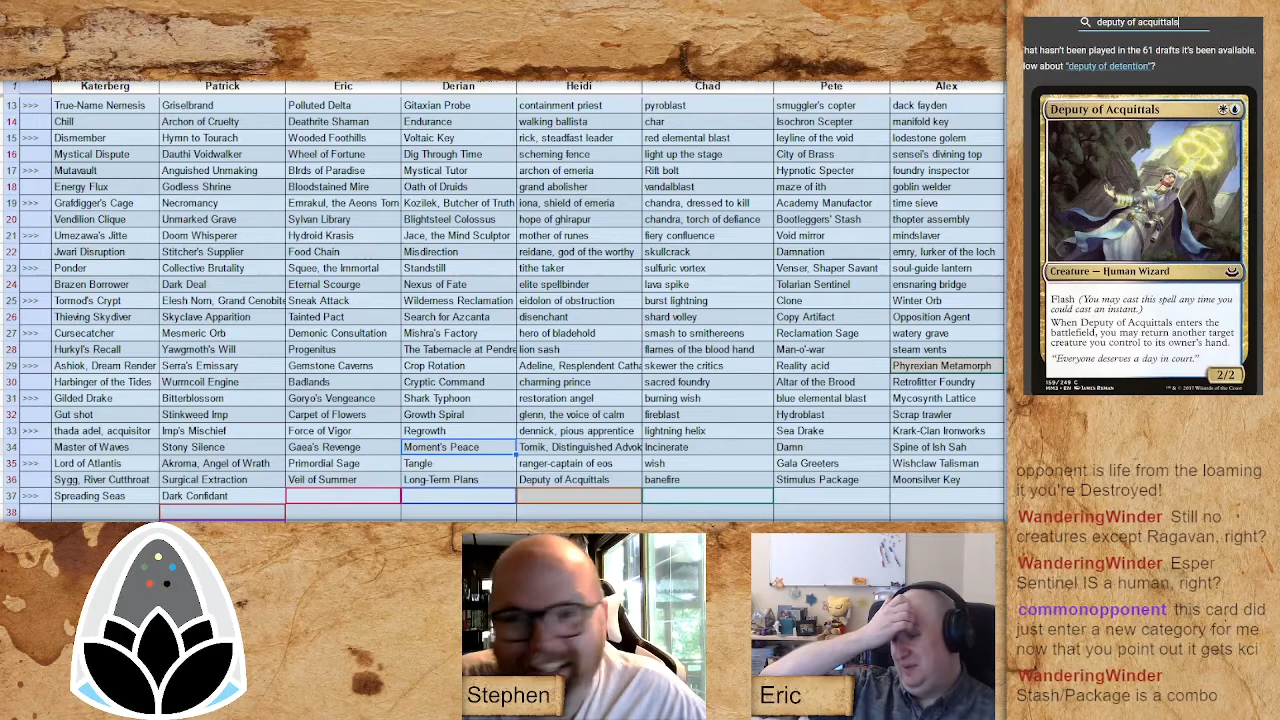 1 Katerberg Patrick Eric Derian Heidi Chad Pete Alex
13 >>> True-Name Nemesis Griselbrand Polluted Delta Gitaxian Probe containment priest pyroblast smuggler's copter dack fayden
14 Chill Archon of Cruelty Deathrite Shaman Endurance walking ballista char Isochron Scepter manifold key
15 >>> Dismember Hymn to Tourach Wooded Foothills Voltaic Key rick, steadfast leader red elemental blast leyline of the void lodestone golem
16 Mystical Dispute Dauthi Voidwalker Wheel of Fortune Dig Through Time scheming fence light up the stage City of Brass sensei's divining top
17 >>> Mutavault Anguished Unmaking BIrds of Paradise Mystical Tutor archon of emeria Rift bolt Hypnotic Specter foundry inspector
18 Energy Flux Godless Shrine Bloodstained Mire Oath of Druids grand abolisher vandalblast maze of ith goblin welder
19 >>> Grafdigger's Cage Necromancy Emrakul, the Aeons Torn Kozilek, Butcher of Truth iona, shield of emeria chandra, dressed to kill Academy Manufactor time sieve
20 Vendilion Clique Unmarked Grave Sylvan Library Blightsteel Colossus hope of ghirapur chandra, torch of defiance Bootleggers' Stash thopter assembly
21 >>> Umezawa's Jitte Doom Whisperer Hydroid Krasis Jace, the Mind Sculptor mother of runes fiery confluence Void mirror mindslaver
22 Jwari Disruption Stitcher's Supplier Food Chain Misdirection reidane, god of the worthy skullcrack Damnation emry, lurker of the loch
23 >>> Ponder Collective Brutality Squee, the Immortal Standstill tithe taker sulfuric vortex Venser, Shaper Savant soul-guide lantern
24 Brazen Borrower Dark Deal Eternal Scourge Nexus of Fate elite spellbinder lava spike Tolarian Sentinel ensnaring bridge
25 >>> Tormod's Crypt Elesh Norn, Grand Cenobite Sneak Attack Wilderness Reclamation eidolon of obstruction burst lightning Clone Winter Orb
26 Thieving Skydiver Skyclave Apparition Tainted Pact Search for Azcanta disenchant shard volley Copy Artifact Opposition Agent
27 >>> Cursecatcher Mesmeric Orb Demonic Consultation Mishra's Factory hero of bladehold smash to smithereens Reclamation Sage watery grave
28 Hurkyl's Recall Yawgmoth's Will Progenitus The Tabernacle at Pendre lion sash flames of the blood hand Man-o'-war steam vents
29 >>> Ashiok, Dream Render Serra's Emissary Gemstone Caverns Crop Rotation Adeline, Resplendent Catha skewer the critics Reality acid Phyrexian Metamorph
30 Harbinger of the Tides Wurmcoil Engine Badlands Cryptic Command charming prince sacred foundry Altar of the Brood Retrofitter Foundry
31 >>> Gilded Drake Bitterblossom Goryo's Vengeance Shark Typhoon restoration angel burning wish blue elemental blast Mycosynth Lattice
32 Gut shot Stinkweed Imp Carpet of Flowers Growth Spiral glenn, the voice of calm fireblast Hydroblast Scrap trawler
33 >>> thada adel, acquisitor Imp's Mischief Force of Vigor Regrowth dennick, pious apprentice lightning helix Sea Drake Krark-Clan Ironworks
34 Master of Waves Stony Silence Gaea's Revenge Moment's Peace Tomik, Distinguished Advok Incinerate Damn Spine of Ish Sah
35 >>> Lord of Atlantis Akroma, Angel of Wrath Primordial Sage Tangle ranger-captain of eos wish Gala Greeters Wishclaw Talisman
36 Sygg, River Cutthroat Surgical Extraction Veil of Summer Long-Term Plans Deputy of Acquittals banefire Stimulus Package Moonsilver Key
37 >>> Spreading Seas Dark Confidant
38
deputy of acquittals
hat hasn't been played in the 61 drafts it's been available.
low about "deputy of detention"?
Deputy of Acquittals
Creature — Human Wizard
Flash (You may cast this spell any time you
could cast an instant.)
When Deputy of Acquittals enters the
battlefield, you may return another target
creature you control to its owner's hand.
"Everyone deserves a day in court."
2/2
159/249 C
MM3 • EN JAMES RYMAN ™ & © 2017 Wizards of the Coast
opponent is life from the loaming
it you're Destroyed!
WanderingWinder Still no
creatures except Ragavan, right?
WanderingWinder Esper
Sentinel IS a human, right?
commonopponent this card did
just enter a new category for me
now that you point out it gets kci
WanderingWinder
Stash/Package is a combo
Stephen
Eric